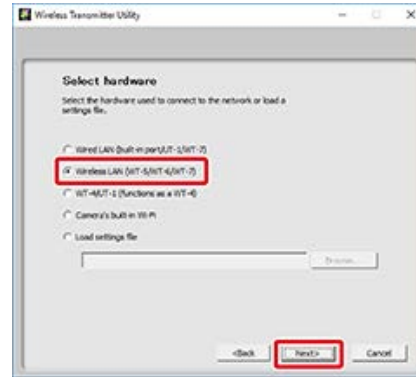 Wireless Transmitter Utility
Select hardware
Select the hardware used to connect to the network or load a
settings file.
Wired LAN (built-in port/UT-1/WT-7)
Wireless LAN (WT-5/WT-6/WT-7)
WT-4/UT-1 (functions as a WT-4)
Camera's built-in Wi-Fi
Load settings file
Browse...
<Back
Next>
Cancel